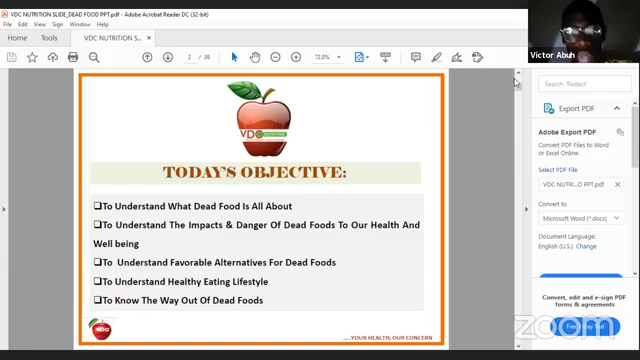 VDC NUTRITION SLIDE_DEAD FOOD PPT.pdf - Adobe Acrobat Reader DC (32-bit)
File Edit View Sign Window Help
Home Tools VDC NUTRITION S... ×
2 / 39 72.8%
Victor Abuh
VDC
TODAY'S OBJECTIVE:
❑To Understand What Dead Food Is All About
❑To Understand The Impacts & Danger Of Dead Foods To Our Health And
Well being
❑To Understand Favorable Alternatives For Dead Foods
❑To Understand Healthy Eating Lifestyle
❑To Know The Way Out Of Dead Foods
....YOUR HEALTH; OUR CONCERN
Search 'Redact'
Export PDF
Adobe Export PDF
Convert PDF Files to Word
or Excel Online
Select PDF File
VDC NUTRI...D PPT.pdf ×
Convert to
Microsoft Word (*.docx)
Document Language:
English (U.S.) Change
Convert, edit and e-sign PDF
forms & agreements
Free 7-Day Trial
zoom